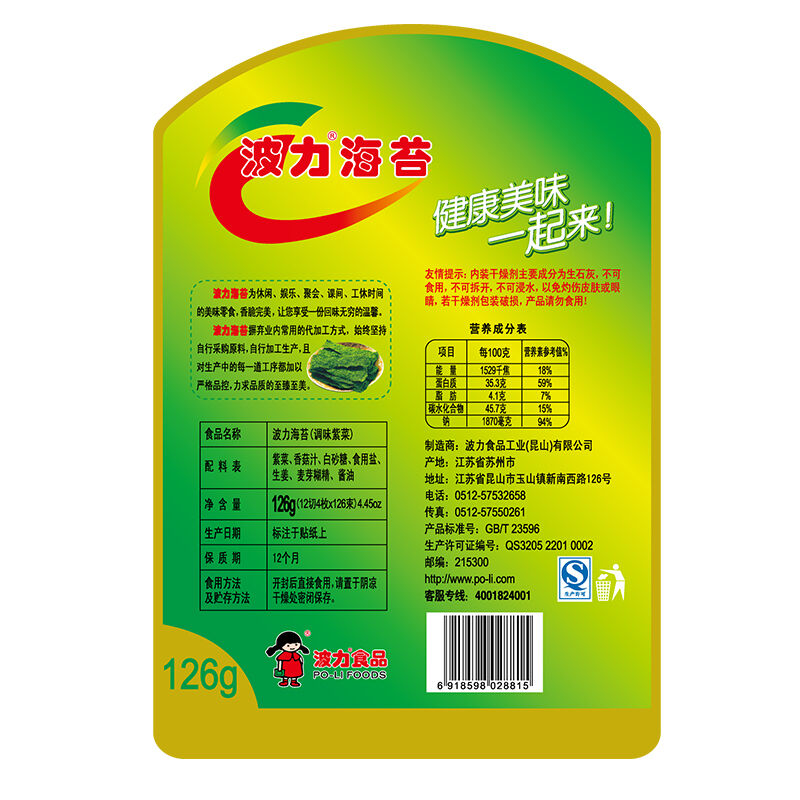 波力海苔®
健康美味
一起来！
波力海苔为休闲、娱乐、聚会、课间、工休时间
的美味零食，香脆完美，让您享受一份回味无穷的温馨。
波力海苔摒弃业内常用的代加工方式，始终坚持
自行采购原料，自行加工生产，且
对生产中的每一道工序都加以
严格品控，力求品质的至臻至美。
食品名称 波力海苔(调味紫菜)
配料表 紫菜、香菇汁、白砂糖、食用盐、
生姜、麦芽糊精、酱油
净含量 126g(12切4枚x126束)4.45oz
生产日期 标注于贴纸上
保质期 12个月
食用方法 开封后直接食用，请置于阴凉
及贮存方法 干燥处密闭保存。
126g
波力食品
PO-LI FOODS
友情提示：内装干燥剂主要成分为生石灰，不可
食用，不可拆开，不可浸水，以免灼伤皮肤或眼
睛，若干燥剂包装破损，产品请勿食用！
营养成分表
项目 每100克 营养素参考值%
能量 1529千焦 18%
蛋白质 35.3克 59%
脂肪 4.1克 7%
碳水化合物 45.7克 15%
钠 1870毫克 94%
制造商：波力食品工业(昆山)有限公司
产地：江苏省苏州市
地址：江苏省昆山市玉山镇新南西路126号
电话：0512-57532658
传真：0512-57550261
产品标准号：GB/T 23596
生产许可证编号：QS3205 2201 0002
邮编：215300
http://www.po-li.com
客服专线：4001824001
生产许可
6 918598 028815